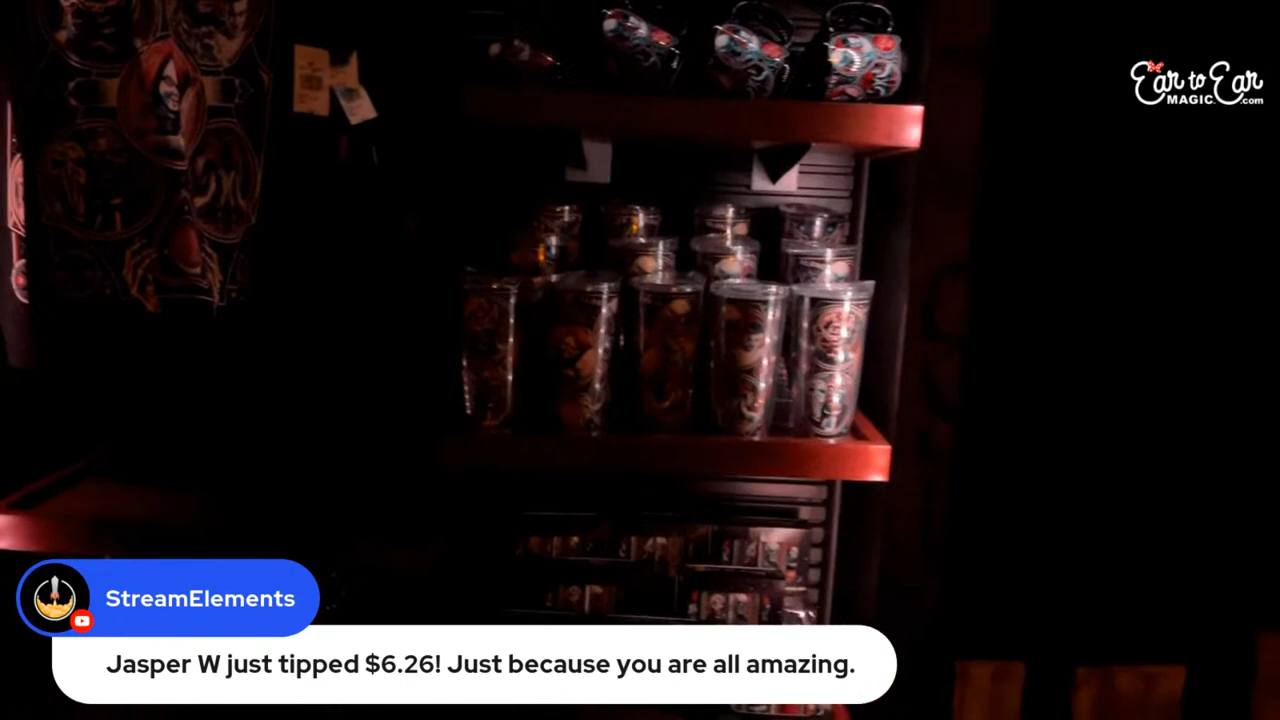 Ear to Ear
MAGIC.com
StreamElements
Jasper W just tipped $6.26! Just because you are all amazing.